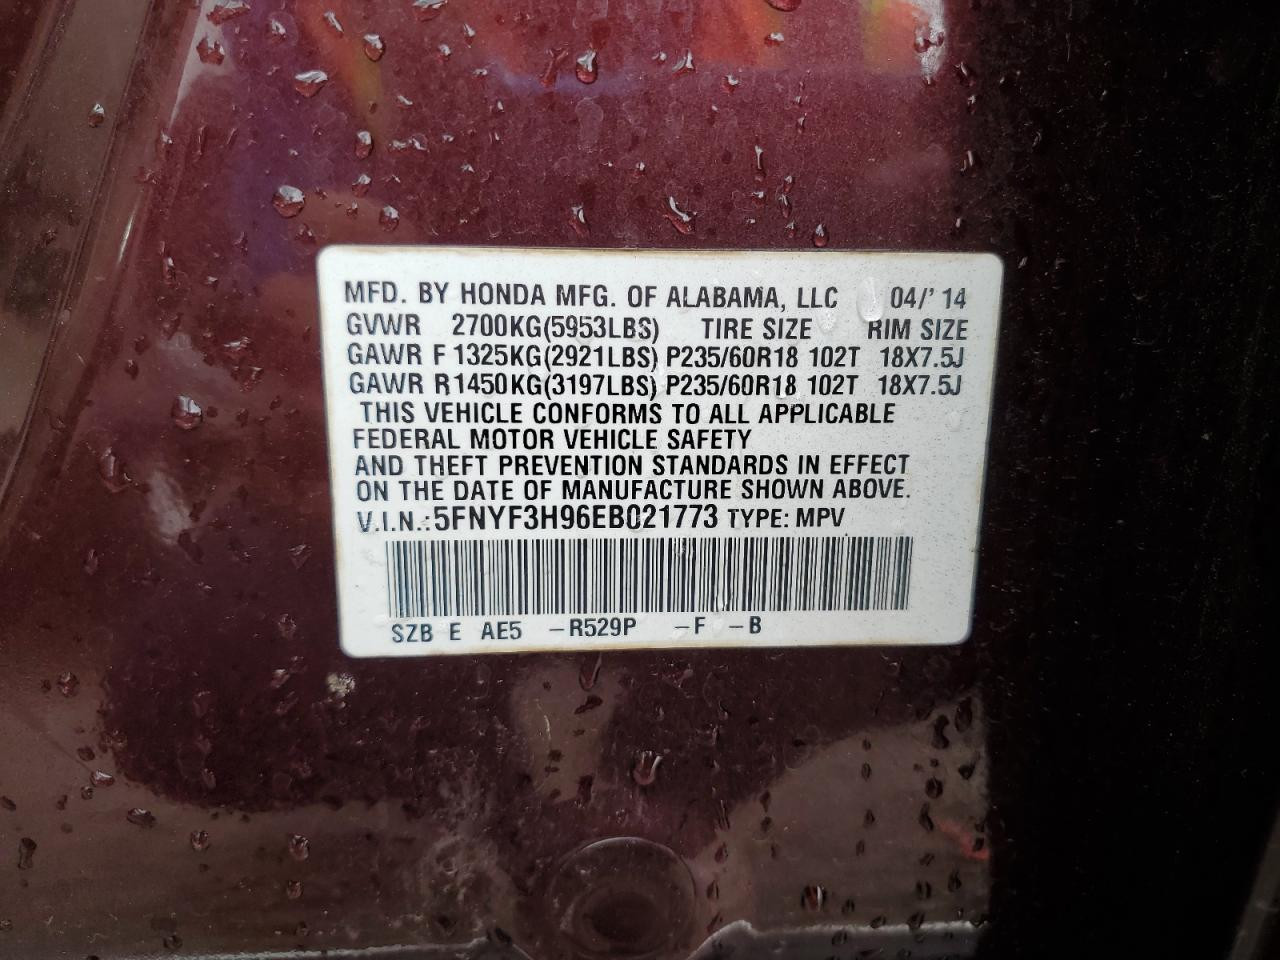 MFD. BY HONDA MFG. OF ALABAMA, LLC 04/' 14
GVWR 2700KG(5953LBS) TIRE SIZE RIM SIZE
GAWR F 1325KG(2921LBS) P235/60R18 102T 18X7.5J
GAWR R1450KG(3197LBS) P235/60R18 102T 18X7.5J
THIS VEHICLE CONFORMS TO ALL APPLICABLE
FEDERAL MOTOR VEHICLE SAFETY
AND THEFT PREVENTION STANDARDS IN EFFECT
ON THE DATE OF MANUFACTURE SHOWN ABOVE.
V.I.N.:5FNYF3H96EB021773 TYPE: MPV
SZB E AE5 -R529P -F -B